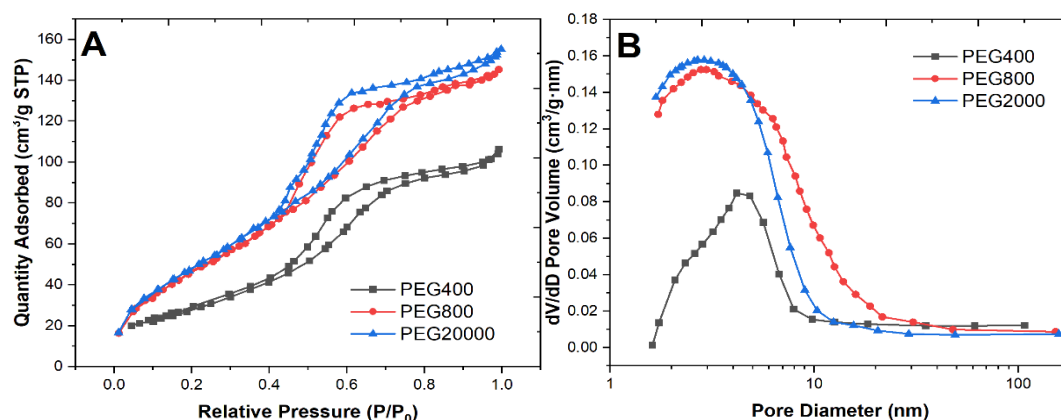 A
Quantity Adsorbed (cm³/g STP)
160
140
120
100
80
60
40
20
0
0.0 0.2 0.4 0.6 0.8 1.0
Relative Pressure (P/P₀)
PEG400
PEG800
PEG20000
B
dV/dD Pore Volume (cm³/g·nm)
0.16
0.14
0.12
0.10
0.08
0.06
0.04
0.02
0.00
1 10 100
Pore Diameter (nm)
PEG400
PEG800
PEG2000